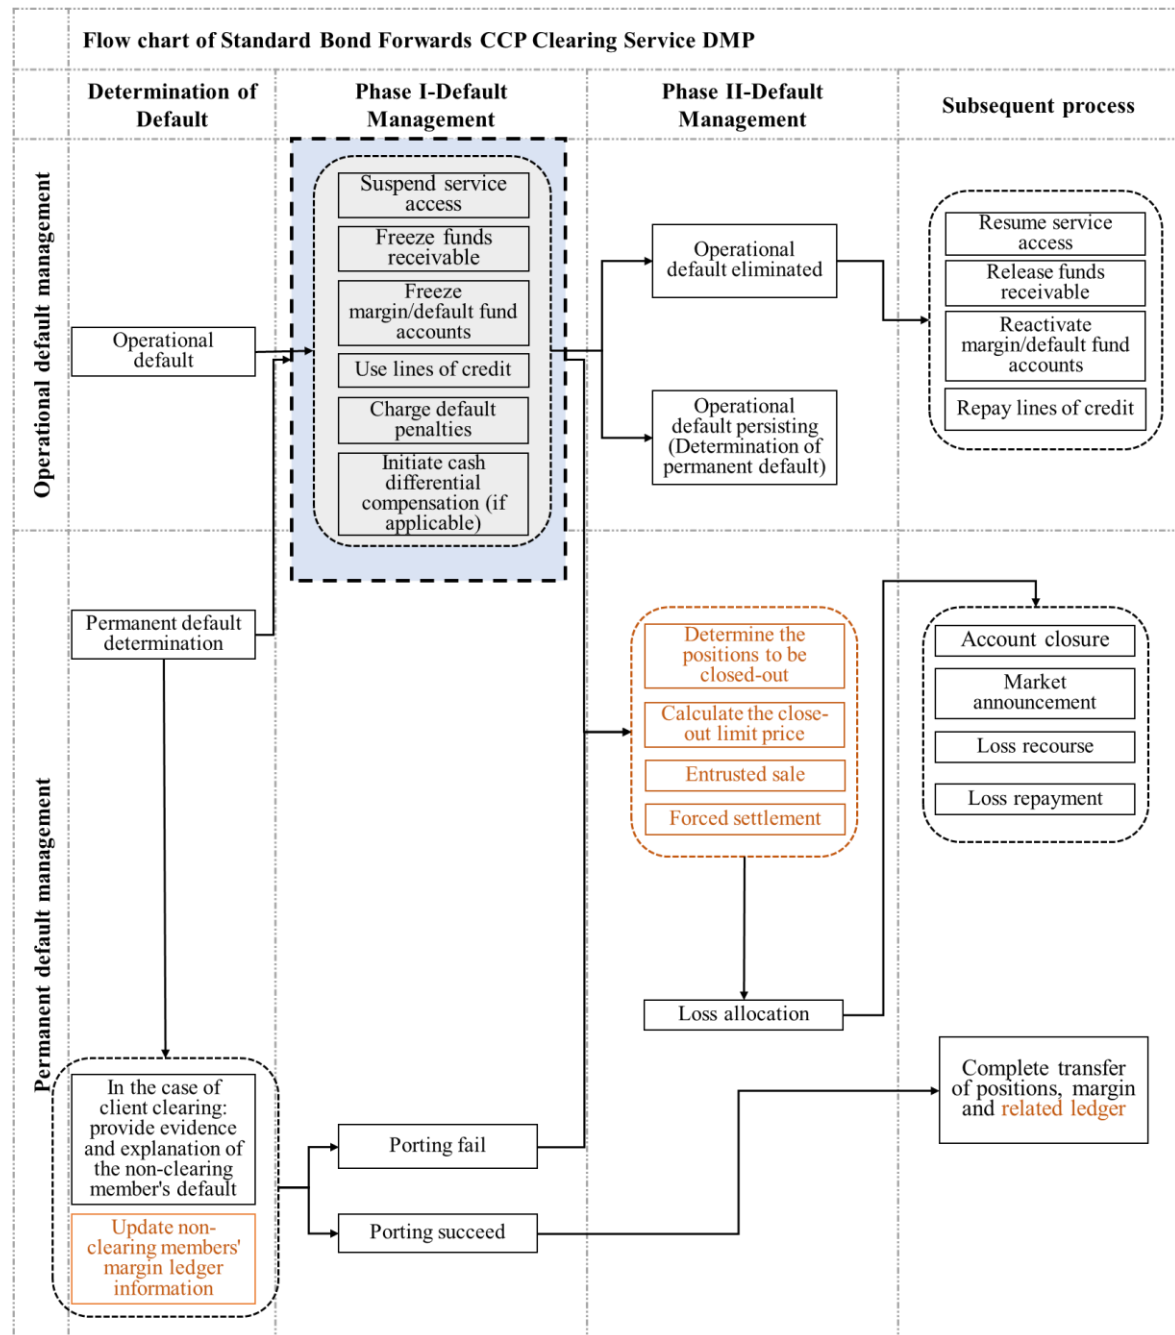 Flow chart of Standard Bond Forwards CCP Clearing Service DMP
Determination of
Default
Phase I-Default
Management
Phase II-Default
Management
Subsequent process
Operational default management
Operational
default
Suspend service
access
Freeze funds
receivable
Freeze
margin/default fund
accounts
Use lines of credit
Charge default
penalties
Initiate cash
differential
compensation (if
applicable)
Operational
default eliminated
Operational
default persisting
(Determination of
permanent default)
Resume service
access
Release funds
receivable
Reactivate
margin/default fund
accounts
Repay lines of credit
Permanent default management
Permanent default
determination
In the case of
client clearing:
provide evidence
and explanation of
the non-clearing
member's default
Update non-
clearing members'
margin ledger
information
Porting fail
Porting succeed
Determine the
positions to be
closed-out
Calculate the close-
out limit price
Entrusted sale
Forced settlement
Loss allocation
Account closure
Market
announcement
Loss recourse
Loss repayment
Complete transfer
of positions, margin
and related ledger